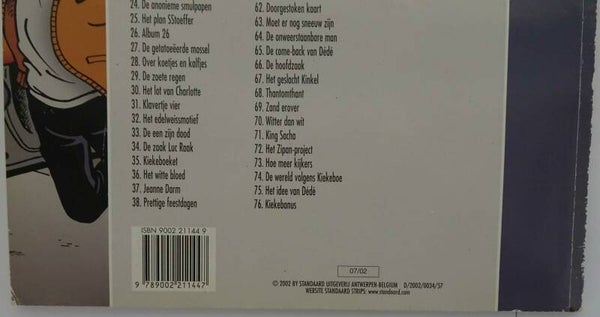 24. De anonieme smulpapen
25. Het plan SStoeffer
26. Album 26
27. De getatoeëerde mossel
28. Over koetjes en kalfjes
29. De zoete regen
30. Het lot van Charlotte
31. Klavertje vier
32. Het edelweissmotief
33. De een zijn dood
34. De zaak Luc Raak
35. Kiekeboeket
36. Het witte bloed
37. Jeanne Darm
38. Prettige feestdagen
62. Doorgestoken kaart
63. Moet er nog sneeuw zijn
64. De onweerstaanbare man
65. De come-back van Dédé
66. De hoofdzaak
67. Het geslacht Kinkel
68. Thantomthant
69. Zand erover
70. Witter dan wit
71. King Sacha
72. Het Zipan-project
73. Hoe meer kijkers
74. De wereld volgens Kiekeboe
75. Het idee van Dédé
76. Kiekebanus
ISBN 9002 21144 9
9 789002 211447
07/02
© 2002 BY STANDAARD UITGEVERIJ ANTWERPEN-BELGIUM D/2002/0034/57
WEBSITE STANDAARD STRIPS: www.standaard.com